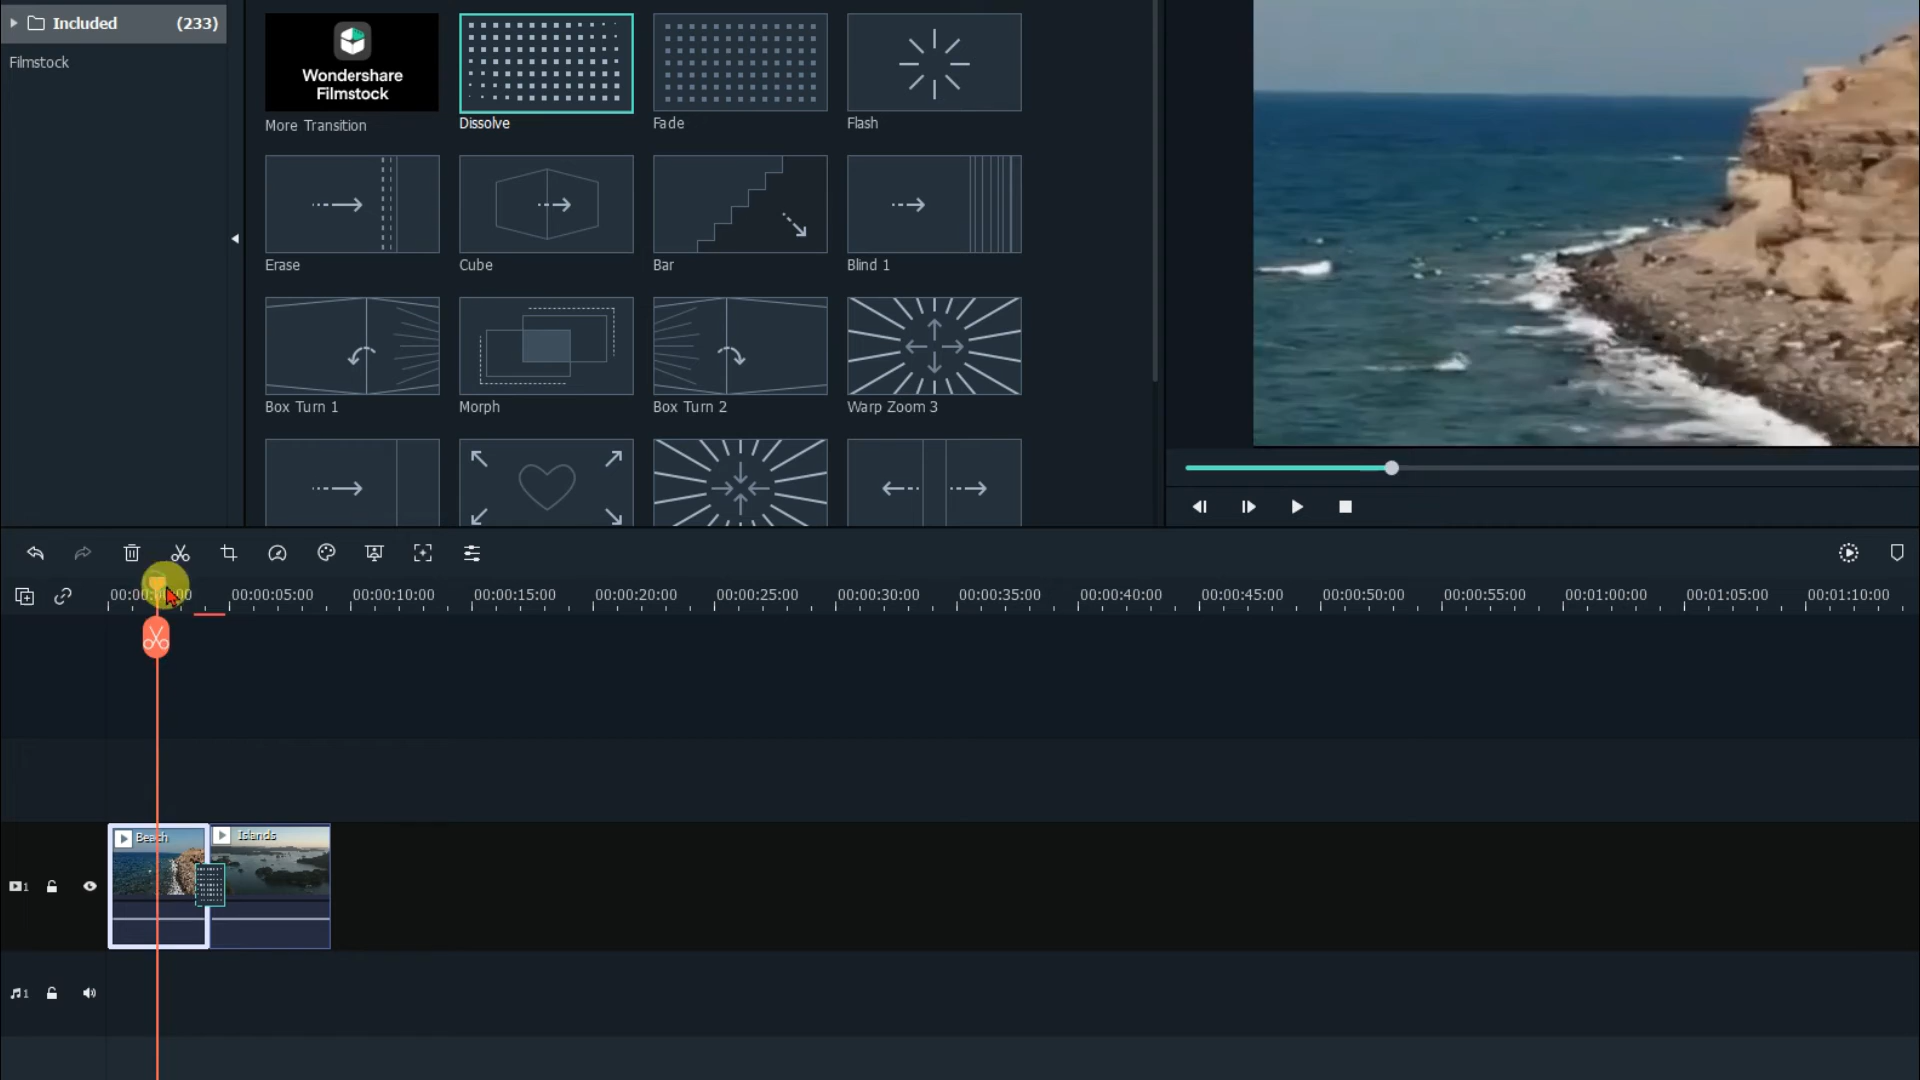 Included (233)
Filmstock
Wondershare
Filmstock
More Transition
Dissolve
Fade
Flash
Erase
Cube
Bar
Blind 1
Box Turn 1
Morph
Box Turn 2
Warp Zoom 3
00:00:05:00 00:00:10:00 00:00:15:00 00:00:20:00 00:00:25:00 00:00:30:00 00:00:35:00 00:00:40:00 00:00:45:00 00:00:50:00 00:00:55:00 00:01:00:00 00:01:05:00 00:01:10:00
Beach
Islands
1
1